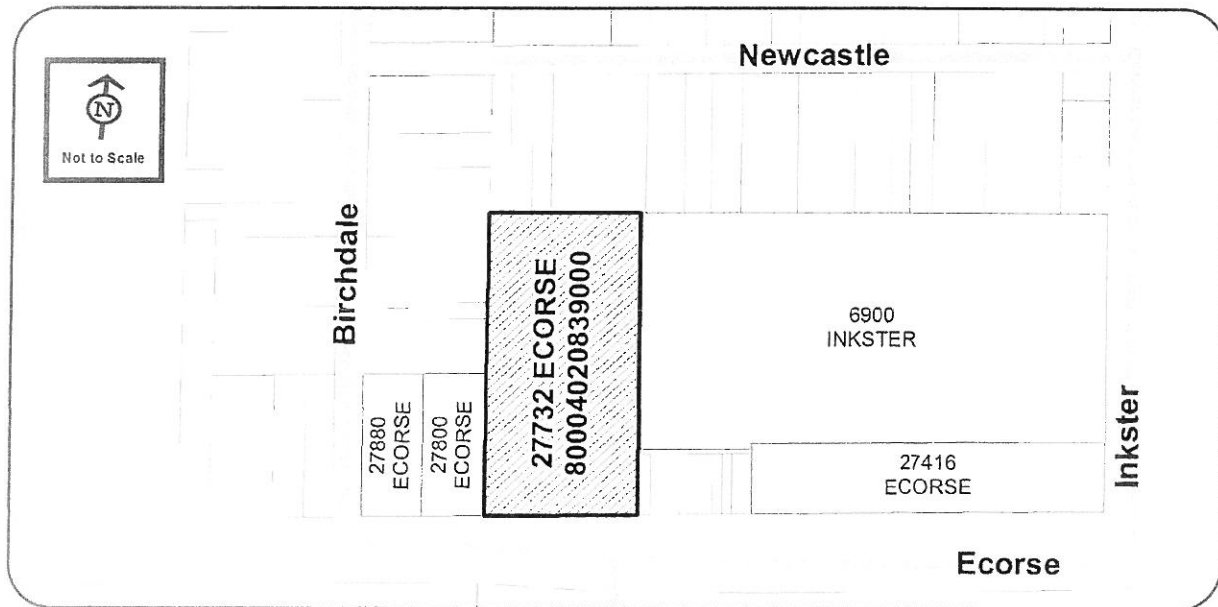 Newcastle
N
Not to Scale
Birchdale
27732 ECORSE
80004020839000
6900
INKSTER
27880
ECORSE
27800
ECORSE
27416
ECORSE
Inkster
Ecorse